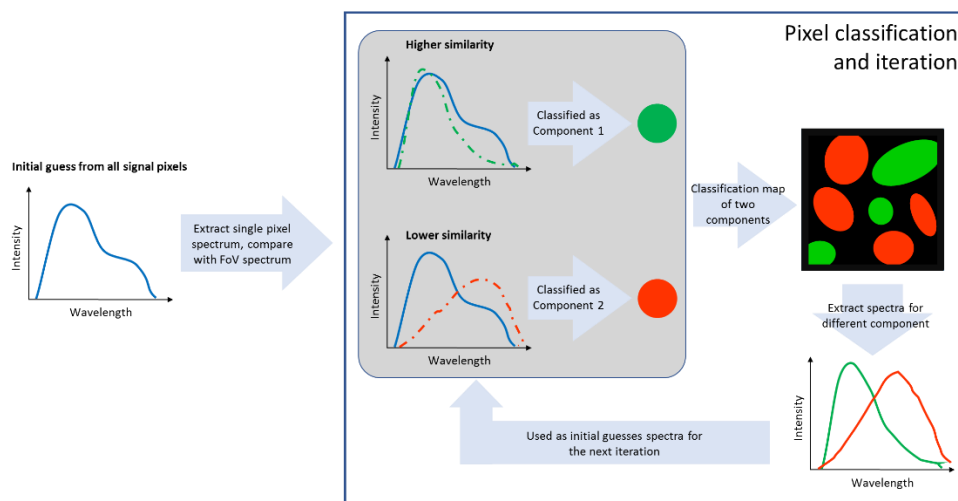 Pixel classification
and iteration
Initial guess from all signal pixels
Intensity
Wavelength
Extract single pixel
spectrum, compare
with FoV spectrum
Higher similarity
Intensity
Wavelength
Classified as
Component 1
Lower similarity
Intensity
Wavelength
Classified as
Component 2
Classification map
of two
components
Extract spectra for
different component
Intensity
Wavelength
Used as initial guesses spectra for
the next iteration